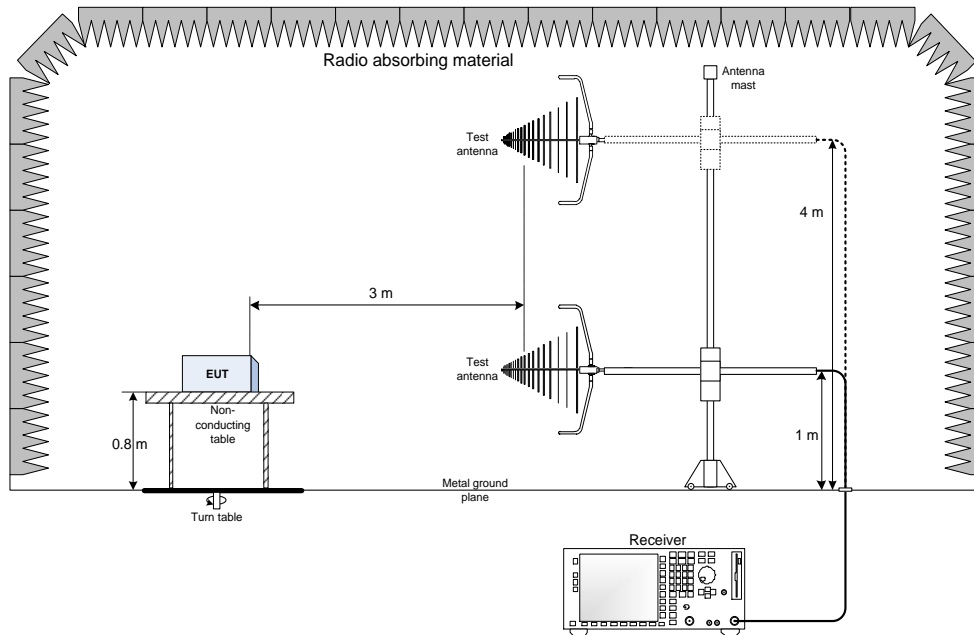 Radio absorbing material
Antenna
mast
Test
antenna
4 m
3 m
Test
antenna
EUT
Non-
conducting
table
0.8 m
1 m
Metal ground
plane
Turn table
Receiver